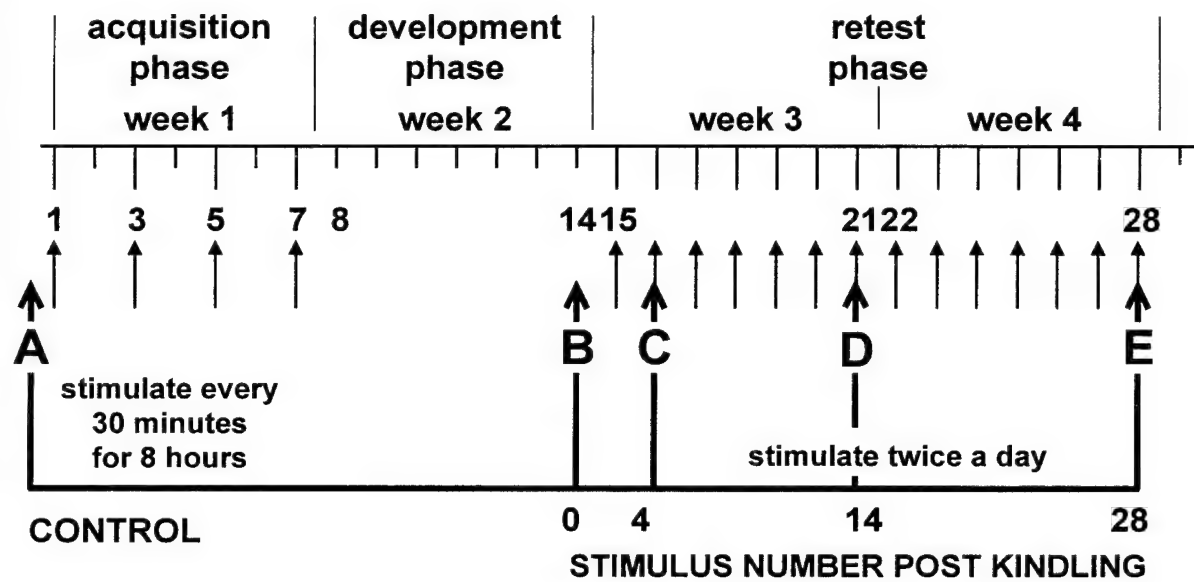 acquisition phase
development phase
retest phase
week 1
week 2
week 3
week 4
1 3 5 7 8 14 15 21 22 28
A B C D E
stimulate every
30 minutes
for 8 hours
stimulate twice a day
0 4 14 28
CONTROL
STIMULUS NUMBER POST KINDLING